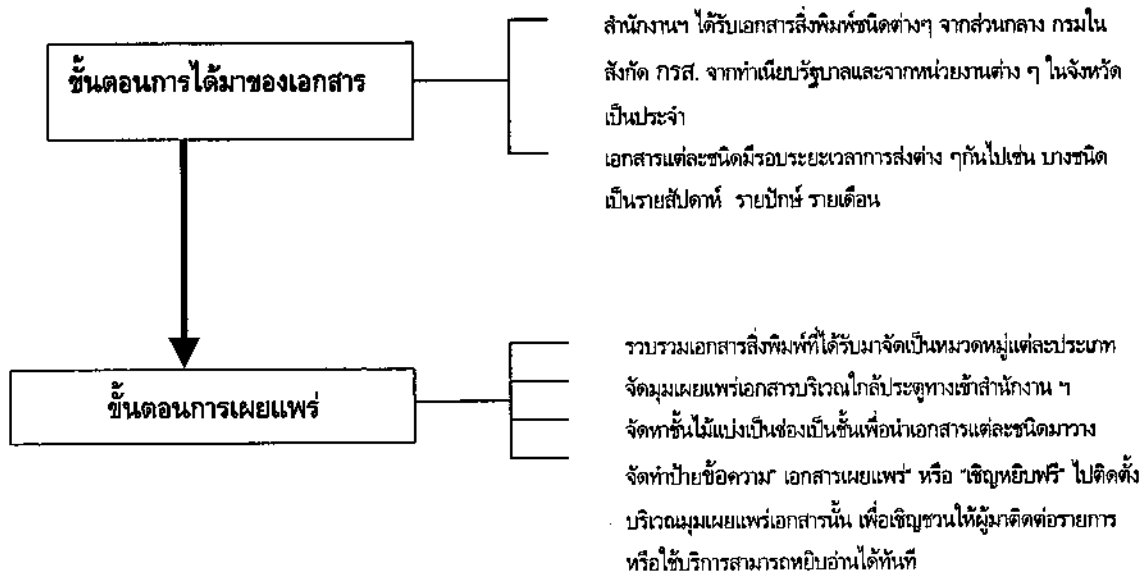 ขั้นตอนการได้มาของเอกสาร
สำนักงานฯ ได้รับเอกสารสิ่งพิมพ์ชนิดต่างๆ จากส่วนกลาง กรมใน
สังกัด กรส. จากทำเนียบรัฐบาลและจากหน่วยงานต่าง ๆ ในจังหวัด
เป็นประจำ
เอกสารแต่ละชนิดมีรอบระยะเวลาการส่งต่าง ๆกันไปเช่น บางชนิด
เป็นรายสัปดาห์ รายปักษ์ รายเดือน
ขั้นตอนการเผยแพร่
รวบรวมเอกสารสิ่งพิมพ์ที่ได้รับมาจัดเป็นหมวดหมู่แต่ละประเภท
จัดมุมเผยแพร่เอกสารบริเวณใกล้ประตูทางเข้าสำนักงาน ฯ
จัดหาชั้นไม้แบ่งเป็นช่องเป็นชั้นเพื่อนำเอกสารแต่ละชนิดมาวาง
จัดทำป้ายข้อความ" เอกสารเผยแพร่" หรือ "เชิญหยิบฟรี" ไปติดตั้ง
บริเวณมุมเผยแพร่เอกสารนั้น เพื่อเชิญชวนให้ผู้มาติดต่อราชการ
หรือใช้บริการสามารถหยิบอ่านได้ทันที